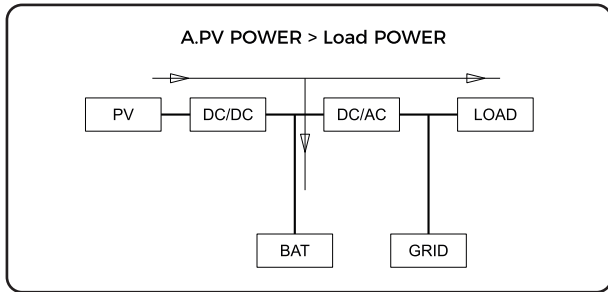 A.PV POWER > Load POWER
PV
DC/DC
DC/AC
LOAD
BAT
GRID